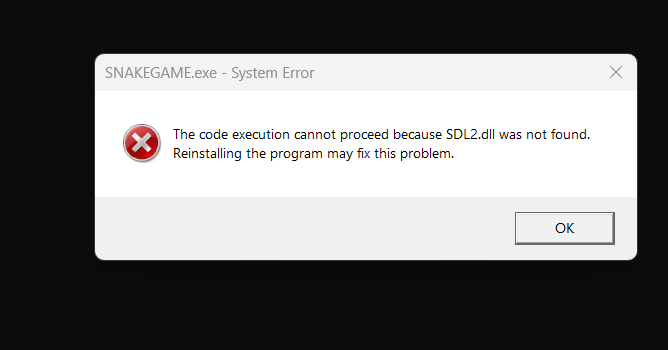 SNAKEGAME.exe - System Error
The code execution cannot proceed because SDL2.dll was not found.
Reinstalling the program may fix this problem.
OK